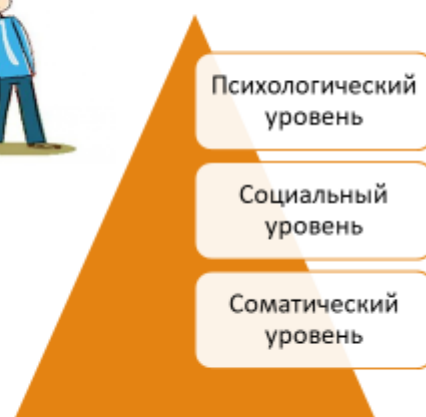 Психологический
уровень
Социальный
уровень
Соматический
уровень